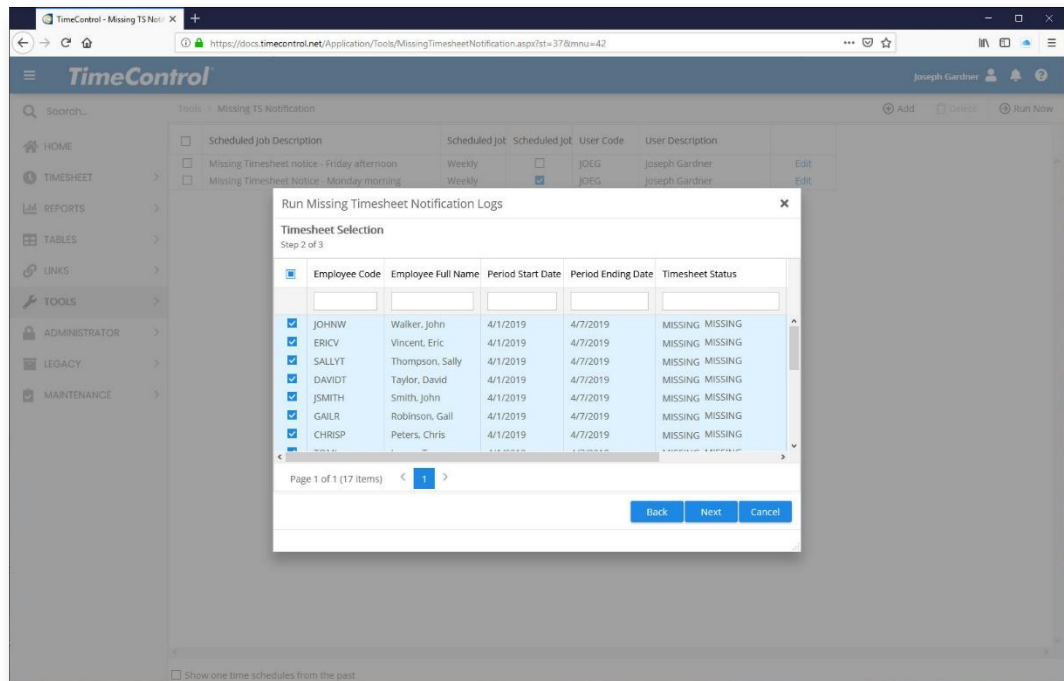 TimeControl - Missing TS Noti
https://docs.timecontrol.net/Application/Tools/MissingTimesheetNotification.aspx?st=37&mnu=42
TimeControl
Joseph Gardner
Search...
Tools > Missing TS Notification
Add Delete Run Now
HOME
TIMESHEET
REPORTS
TABLES
LINKS
TOOLS
ADMINISTRATOR
LEGACY
MAINTENANCE
Scheduled Job Description Scheduled Job Scheduled Job User Code User Description
Missing Timesheet notice - Friday afternoon Weekly JOEG Joseph Gardner Edit
Missing Timesheet Notice - Monday morning Weekly JOEG Joseph Gardner Edit
Run Missing Timesheet Notification Logs
Timesheet Selection
Step 2 of 3
Employee Code Employee Full Name Period Start Date Period Ending Date Timesheet Status
JOHNW Walker, John 4/1/2019 4/7/2019 MISSING MISSING
ERICV Vincent, Eric 4/1/2019 4/7/2019 MISSING MISSING
SALLYT Thompson, Sally 4/1/2019 4/7/2019 MISSING MISSING
DAVIDT Taylor, David 4/1/2019 4/7/2019 MISSING MISSING
JSMITH Smith, John 4/1/2019 4/7/2019 MISSING MISSING
GAILR Robinson, Gail 4/1/2019 4/7/2019 MISSING MISSING
CHRISP Peters, Chris 4/1/2019 4/7/2019 MISSING MISSING
Page 1 of 1 (17 items) < 1 >
Back Next Cancel
Show one time schedules from the past